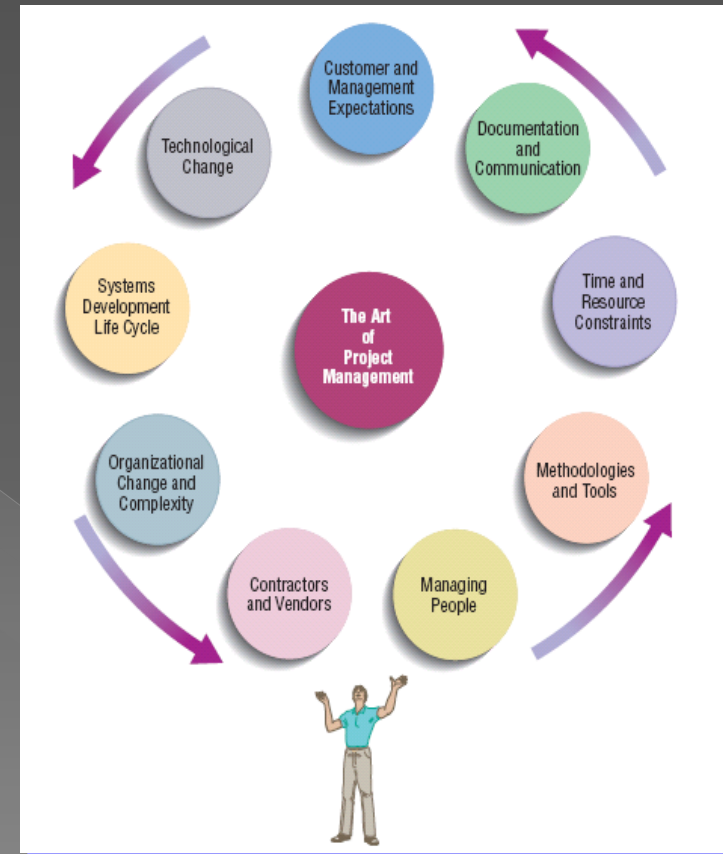 Customer and
Management
Expectations
Documentation
and
Communication
Technological
Change
Time and
Resource
Constraints
Systems
Development
Life Cycle
The Art
of
Project
Management
Methodologies
and Tools
Organizational
Change and
Complexity
Contractors
and Vendors
Managing
People